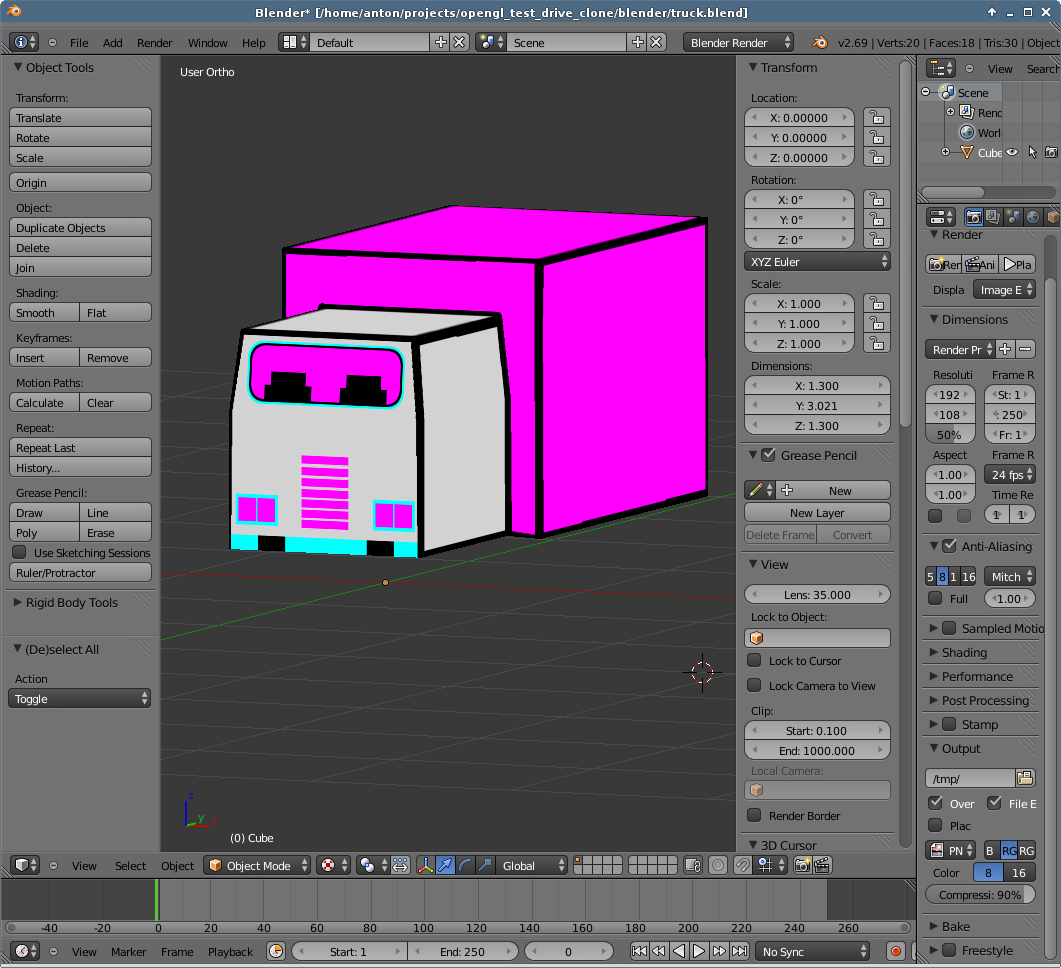 Blender* [/home/anton/projects/opengl_test_drive_clone/blender/truck.blend]
File Add Render Window Help Default Scene Blender Render v2.69 | Verts:20 | Faces:18 | Tris:30 | Object
Object Tools
Transform:
Translate
Rotate
Scale
Origin
Object:
Duplicate Objects
Delete
Join
Shading:
Smooth Flat
Keyframes:
Insert Remove
Motion Paths:
Calculate Clear
Repeat:
Repeat Last
History...
Grease Pencil:
Draw Line
Poly Erase
Use Sketching Sessions
Ruler/Protractor
Rigid Body Tools
(De)select All
Action
Toggle
User Ortho
z
y
x
(0) Cube
Transform
Location:
X: 0.00000
Y: 0.00000
Z: 0.00000
Rotation:
X: 0°
Y: 0°
Z: 0°
XYZ Euler
Scale:
X: 1.000
Y: 1.000
Z: 1.000
Dimensions:
X: 1.300
Y: 3.021
Z: 1.300
Grease Pencil
New
New Layer
Delete Frame Convert
View
Lens: 35.000
Lock to Object:
Lock to Cursor
Lock Camera to View
Clip:
Start: 0.100
End: 1000.000
Local Camera:
Render Border
3D Cursor
View Search
Scene
Rend
Worl
Cube
Render
Ren Ani Pla
Displa Image E
Dimensions
Render Pr
Resoluti Frame R
192 St: 1
108 : 250
50% Fr: 1
Aspect Frame R
1.00 24 fps
1.00 Time Re
1 1
Anti-Aliasing
5 8 1 16 Mitch
Full 1.00
Sampled Motio
Shading
Performance
Post Processing
Stamp
Output
/tmp/
Over File E
Plac
PN B RG RG
Color 8 16
Compressi: 90%
Bake
Freestyle
View Select Object Object Mode Global
-40 -20 0 20 40 60 80 100 120 140 160 180 200 220 240 260
View Marker Frame Playback Start: 1 End: 250 0 No Sync